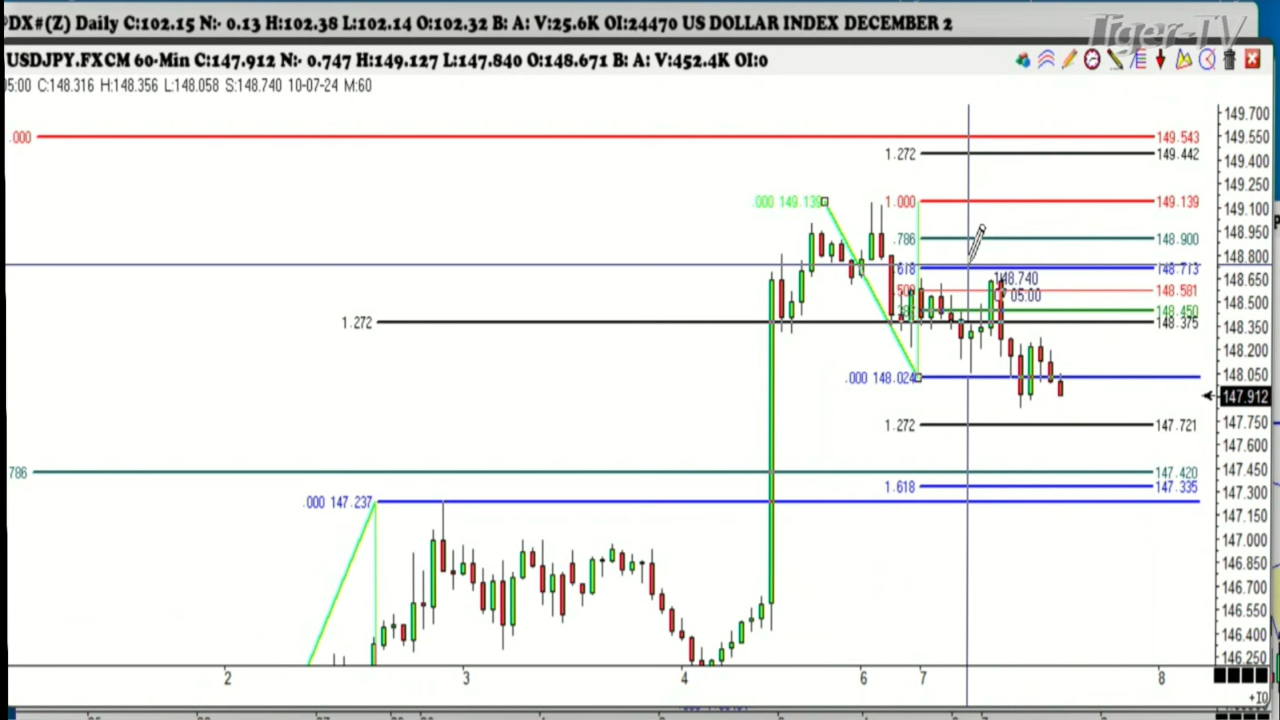 DX#(Z) Daily C:102.15 N:- 0.13 H:102.38 L:102.14 O:102.32 B: A: V:25.6K OI:24470 US DOLLAR INDEX DECEMBER 2
Tiger-TV
USDJPY.FXCM 60-Min C:147.912 N:- 0.747 H:149.127 L:147.840 O:148.671 B: A: V:452.4K OI:0
05:00 C:148.316 H:148.356 L:148.058 S:148.740 10-07-24 M:60
149.700
.000 149.543 149.550
1.272 149.442 149.400
149.250
.000 149.139 1.000 149.139 149.100
.786 148.900 148.950
148.800
.618 148.713
148.740 148.650
.500 148.581
05:00 148.500
148.450
1.272 148.375 148.350
148.200
.000 148.024 148.050
147.912
1.272 147.721 147.750
147.600
786 147.420 147.450
1.618 147.335 147.300
.000 147.237
147.150
147.000
146.850
146.700
146.550
146.400
146.250
2 3 4 6 7 8
+10